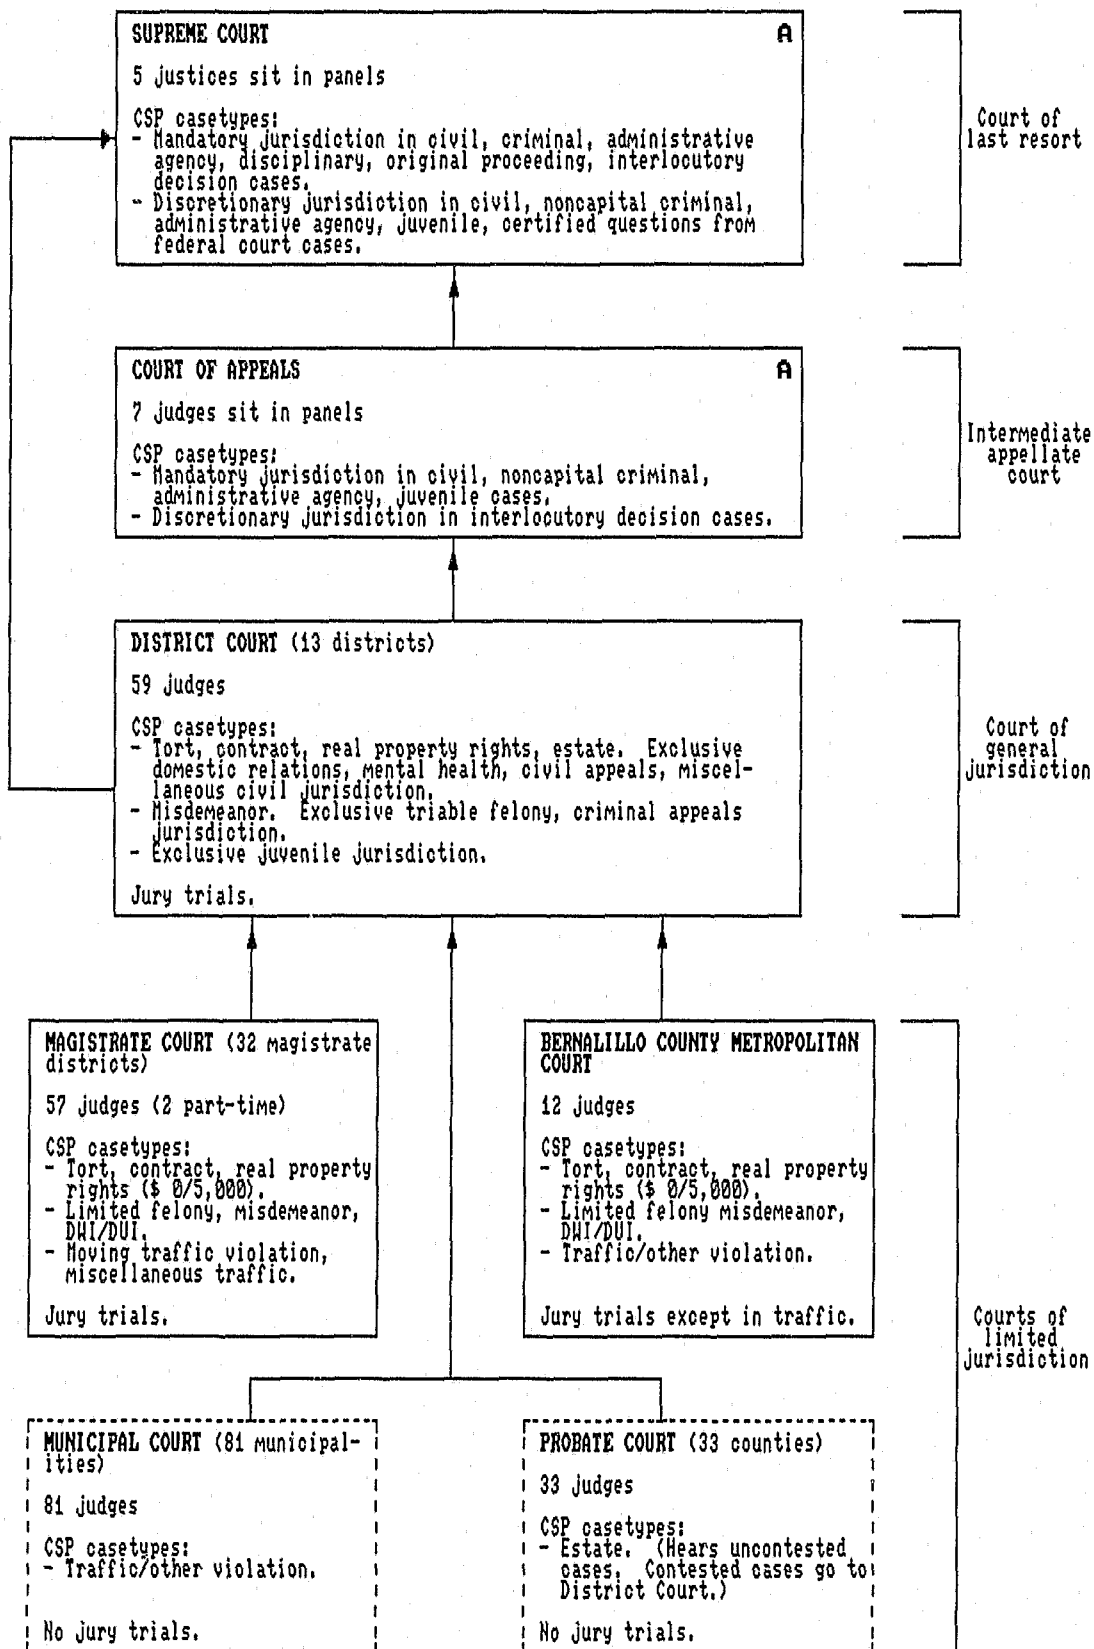 SUPREME COURT A
5 justices sit in panels
CSP casetypes:
- Mandatory jurisdiction in civil, criminal, administrative
agency, disciplinary, original proceeding, interlocutory
decision cases.
- Discretionary jurisdiction in civil, noncapital criminal,
administrative agency, juvenile, certified questions from
federal court cases.
Court of
last resort
COURT OF APPEALS A
7 judges sit in panels
CSP casetypes:
- Mandatory jurisdiction in civil, noncapital criminal,
administrative agency, juvenile cases.
- Discretionary jurisdiction in interlocutory decision cases.
Intermediate
appellate
court
DISTRICT COURT (13 districts)
59 judges
CSP casetypes:
- Tort, contract, real property rights, estate. Exclusive
domestic relations, mental health, civil appeals, miscel-
laneous civil jurisdiction.
- Misdemeanor. Exclusive triable felony, criminal appeals
jurisdiction.
- Exclusive juvenile jurisdiction.
Jury trials.
Court of
general
jurisdiction
MAGISTRATE COURT (32 magistrate
districts)
57 judges (2 part-time)
CSP casetypes:
- Tort, contract, real property
rights ($ 0/5,000).
- Limited felony, misdemeanor,
DWI/DUI.
- Moving traffic violation,
miscellaneous traffic.
Jury trials.
BERNALILLO COUNTY METROPOLITAN
COURT
12 judges
CSP casetypes:
- Tort, contract, real property
rights ($ 0/5,000).
- Limited felony misdemeanor,
DWI/DUI.
- Traffic/other violation.
Jury trials except in traffic.
Courts of
limited
jurisdiction
MUNICIPAL COURT (81 municipal-
ities)
81 judges
CSP casetypes:
- Traffic/other violation.
No jury trials.
PROBATE COURT (33 counties)
33 judges
CSP casetypes:
- Estate. (Hears uncontested
cases. Contested cases go to
District Court.)
No jury trials.